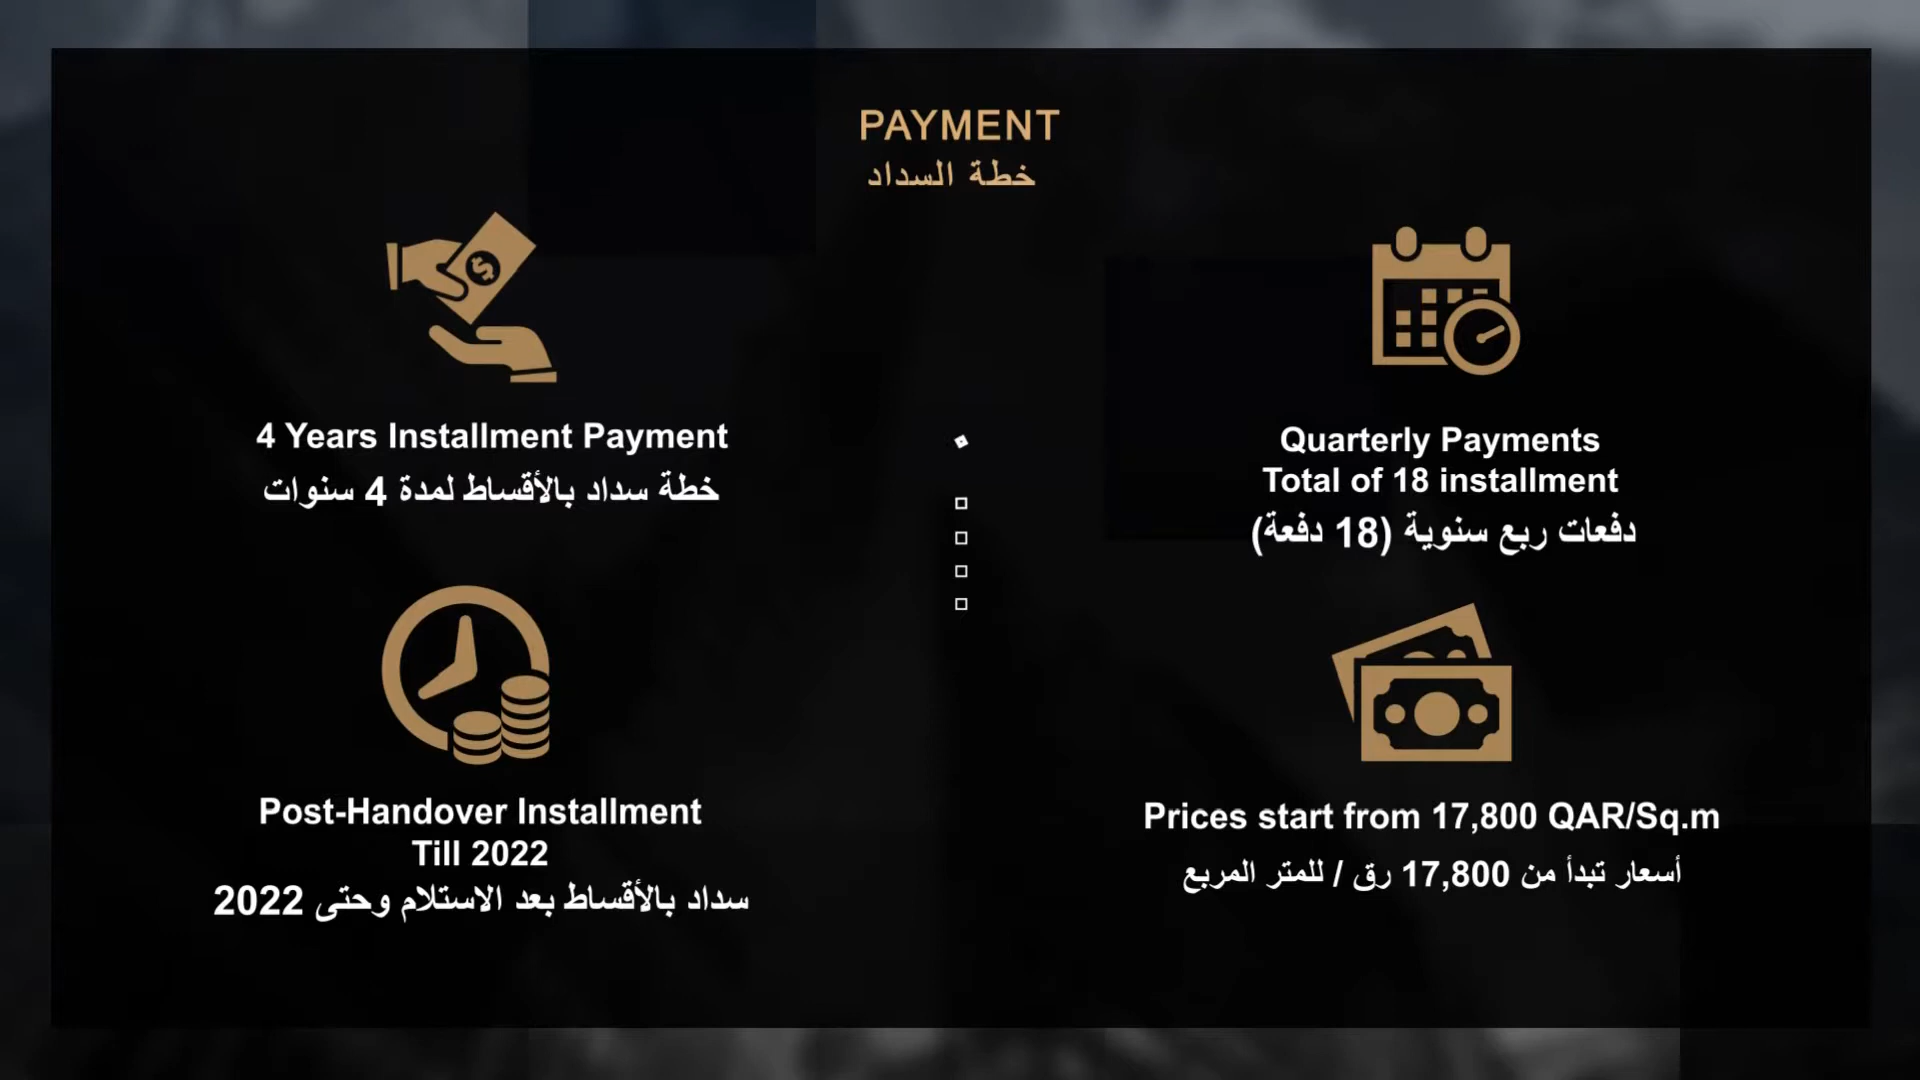 PAYMENT
خطة السداد
4 Years Installment Payment
خطة سداد بالأقساط لمدة 4 سنوات
Quarterly Payments
Total of 18 installment
دفعات ربع سنوية (18 دفعة)
Post-Handover Installment
Till 2022
سداد بالأقساط بعد الاستلام وحتى 2022
Prices start from 17,800 QAR/Sq.m
أسعار تبدأ من 17,800 رق / للمتر المربع